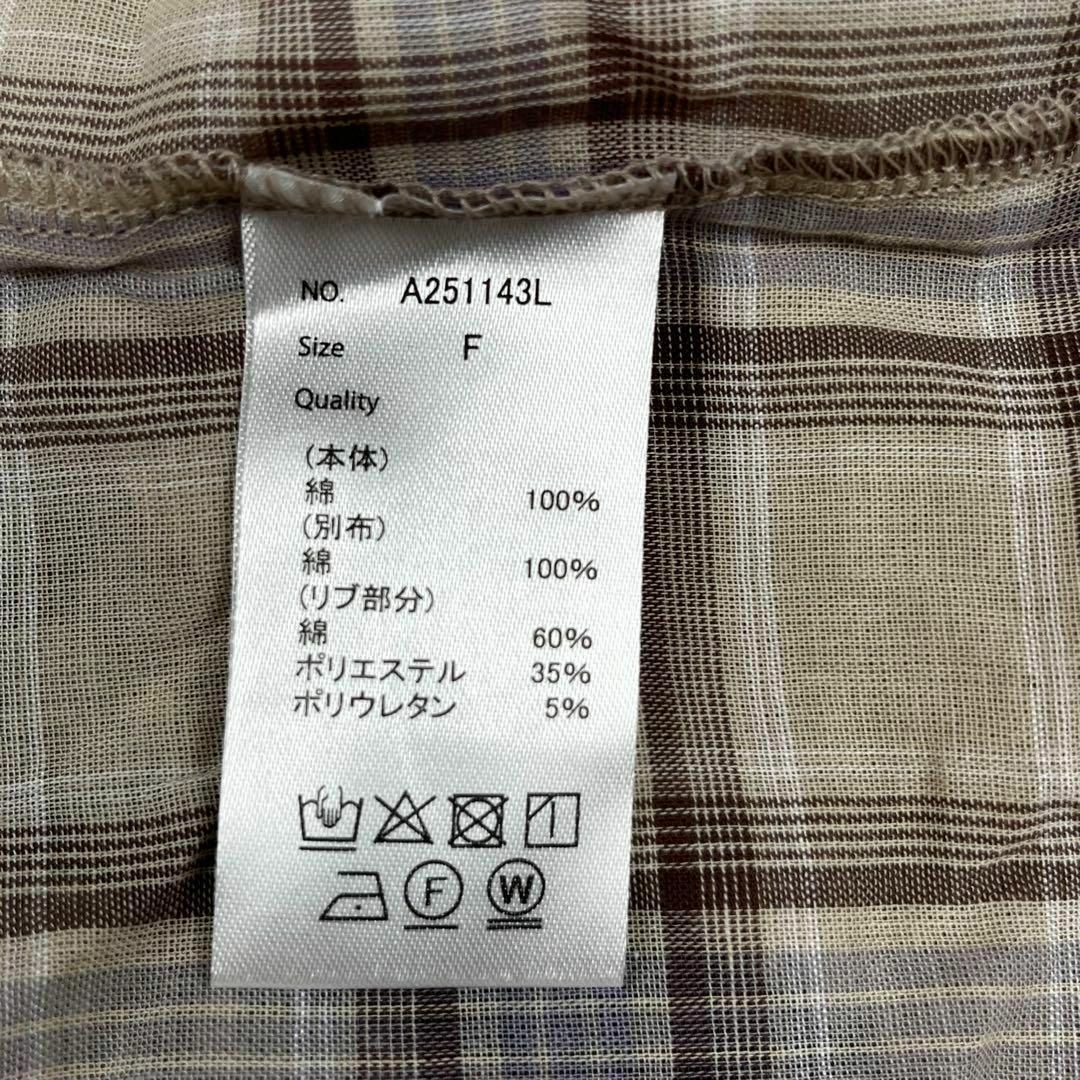 NO. A251143L
Size F
Quality
(本体)
綿 100%
(別布)
綿 100%
(リブ部分)
綿 60%
ポリエステル 35%
ポリウレタン 5%
F W